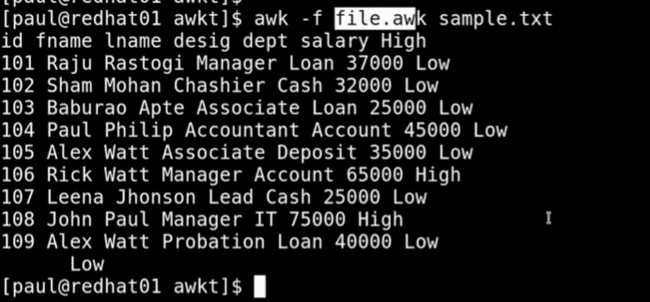 [paul@redhat01 awkt]$ awk -f file.awk sample.txt
id fname lname desig dept salary High
101 Raju Rastogi Manager Loan 37000 Low
102 Sham Mohan Chashier Cash 32000 Low
103 Baburao Apte Associate Loan 25000 Low
104 Paul Philip Accountant Account 45000 Low
105 Alex Watt Associate Deposit 35000 Low
106 Rick Watt Manager Account 65000 High
107 Leena Jhonson Lead Cash 25000 Low
108 John Paul Manager IT 75000 High
109 Alex Watt Probation Loan 40000 Low
Low
[paul@redhat01 awkt]$